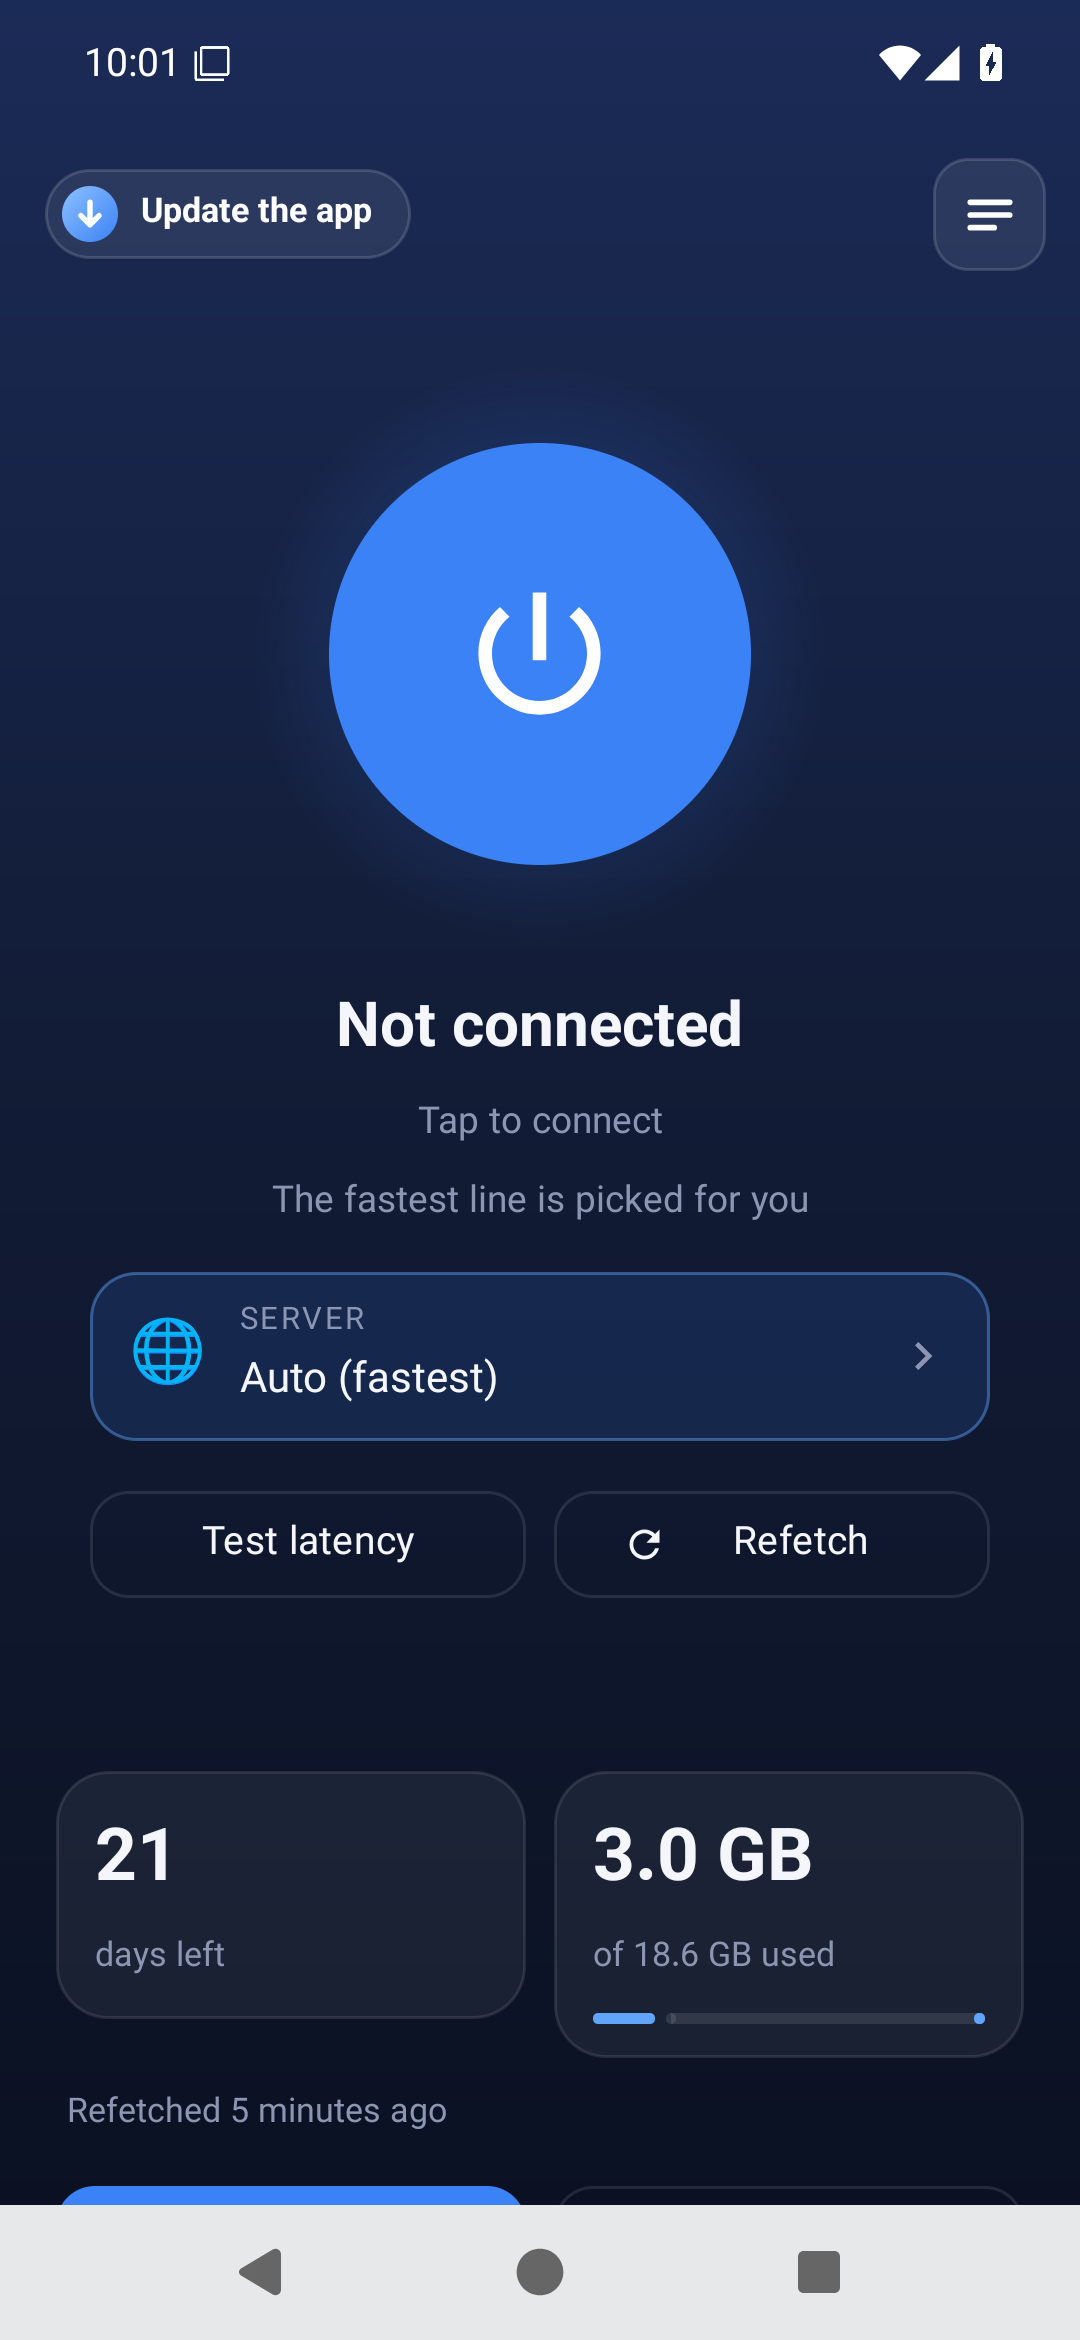 10:01
Update the app
Not connected
Tap to connect
The fastest line is picked for you
SERVER
Auto (fastest)
Test latency
Refetch
21
days left
3.0 GB
of 18.6 GB used
Refetched 5 minutes ago